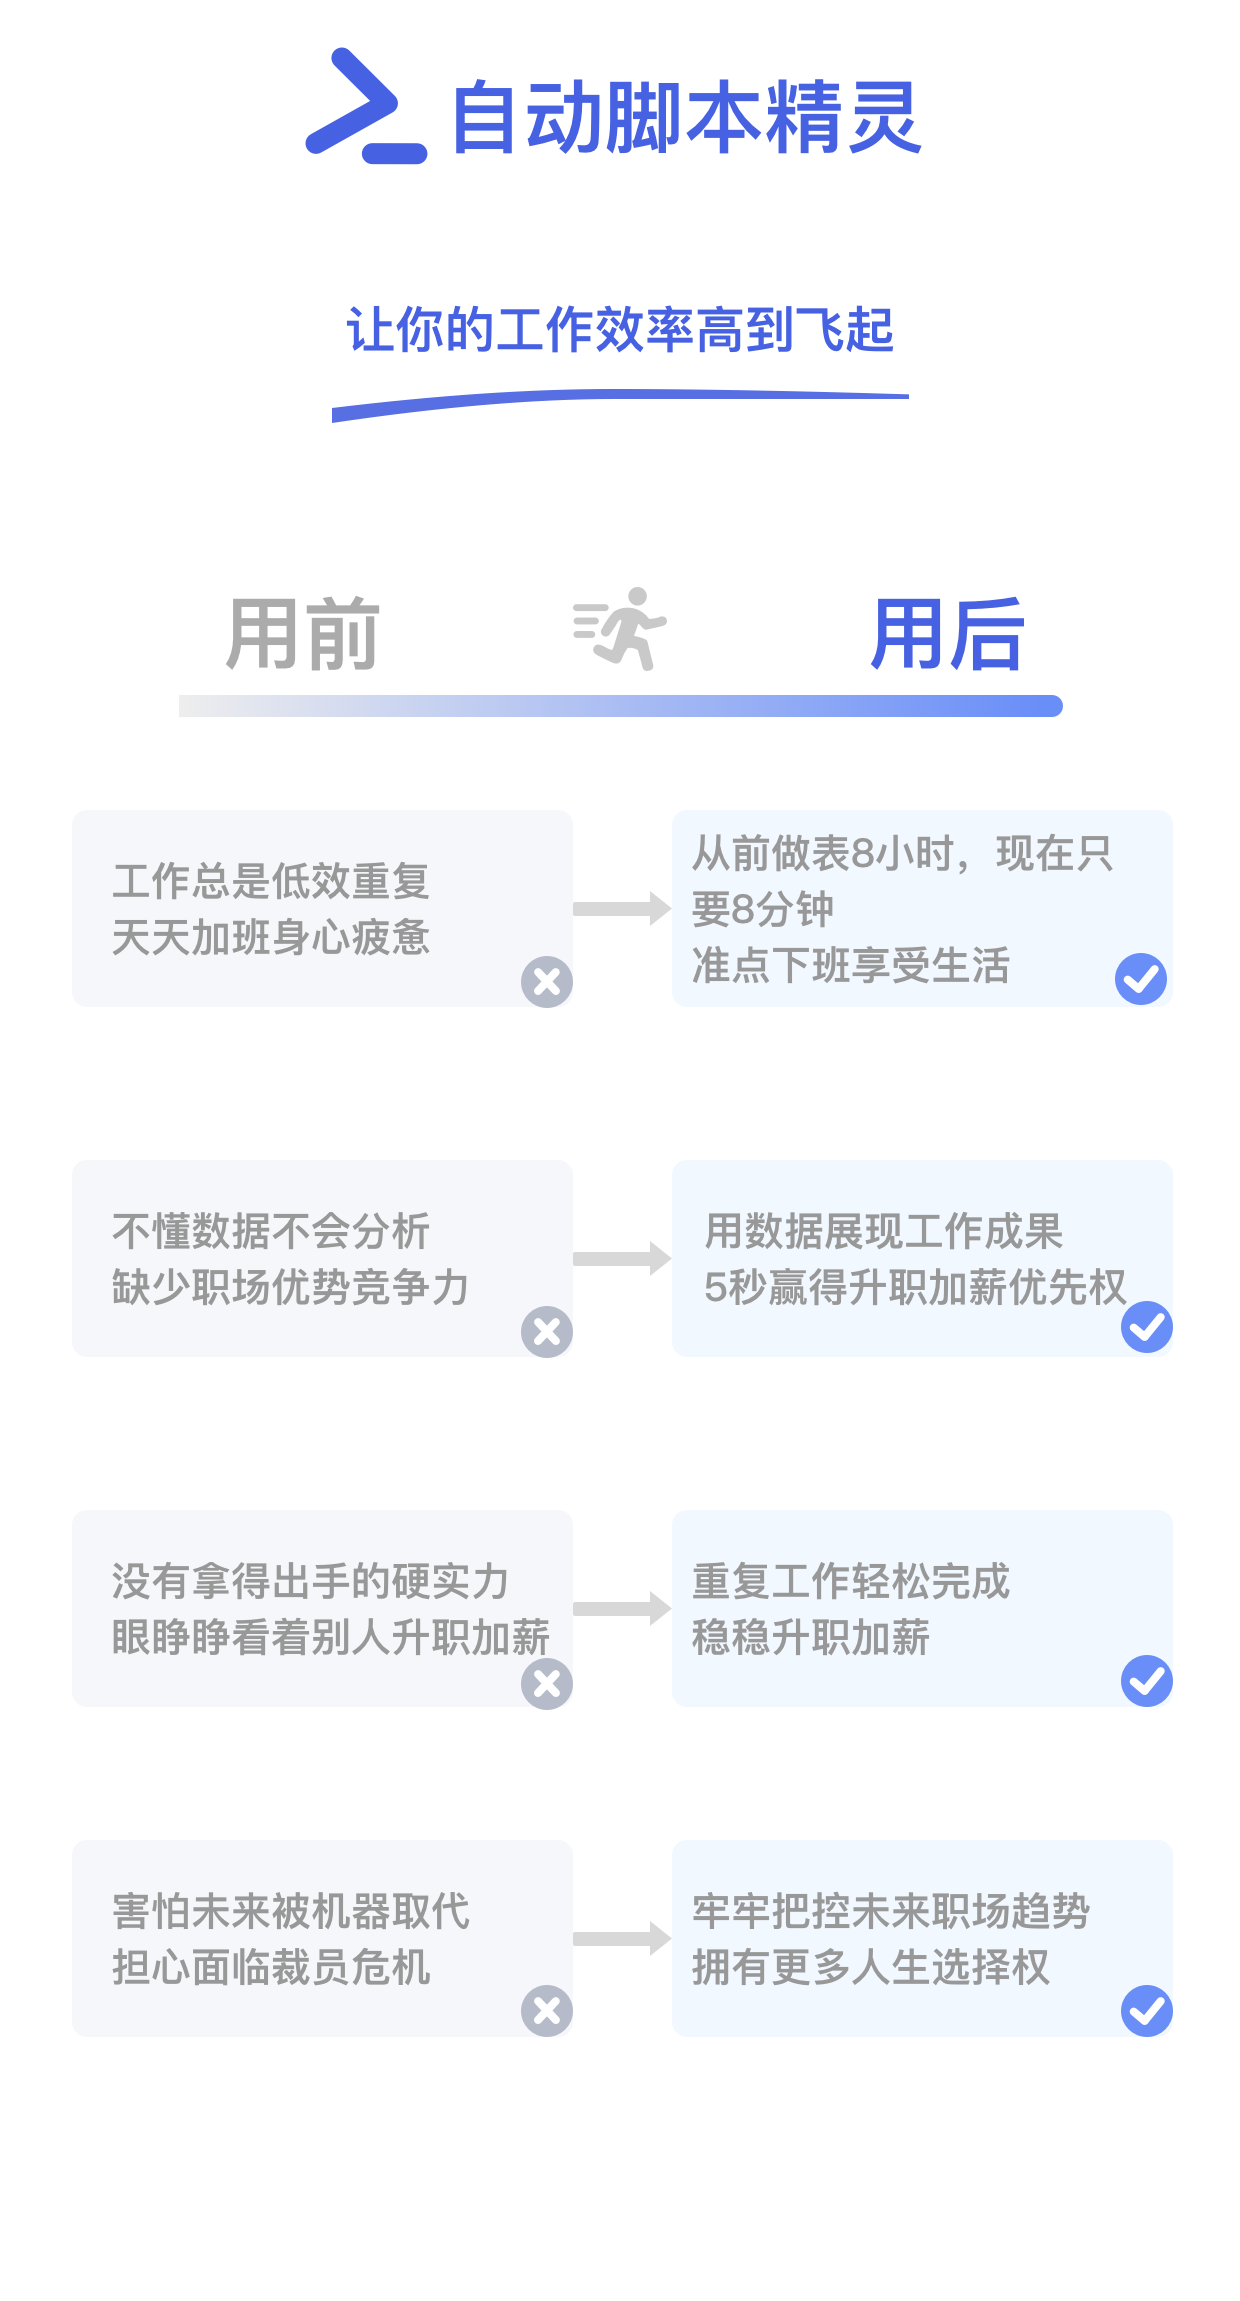 自动脚本精灵
让你的工作效率高到飞起
用前
用后
工作总是低效重复
天天加班身心疲惫
从前做表8小时，现在只
要8分钟
准点下班享受生活
不懂数据不会分析
缺少职场优势竞争力
用数据展现工作成果
5秒赢得升职加薪优先权
没有拿得出手的硬实力
眼睁睁看着别人升职加薪
重复工作轻松完成
稳稳升职加薪
害怕未来被机器取代
担心面临裁员危机
牢牢把控未来职场趋势
拥有更多人生选择权